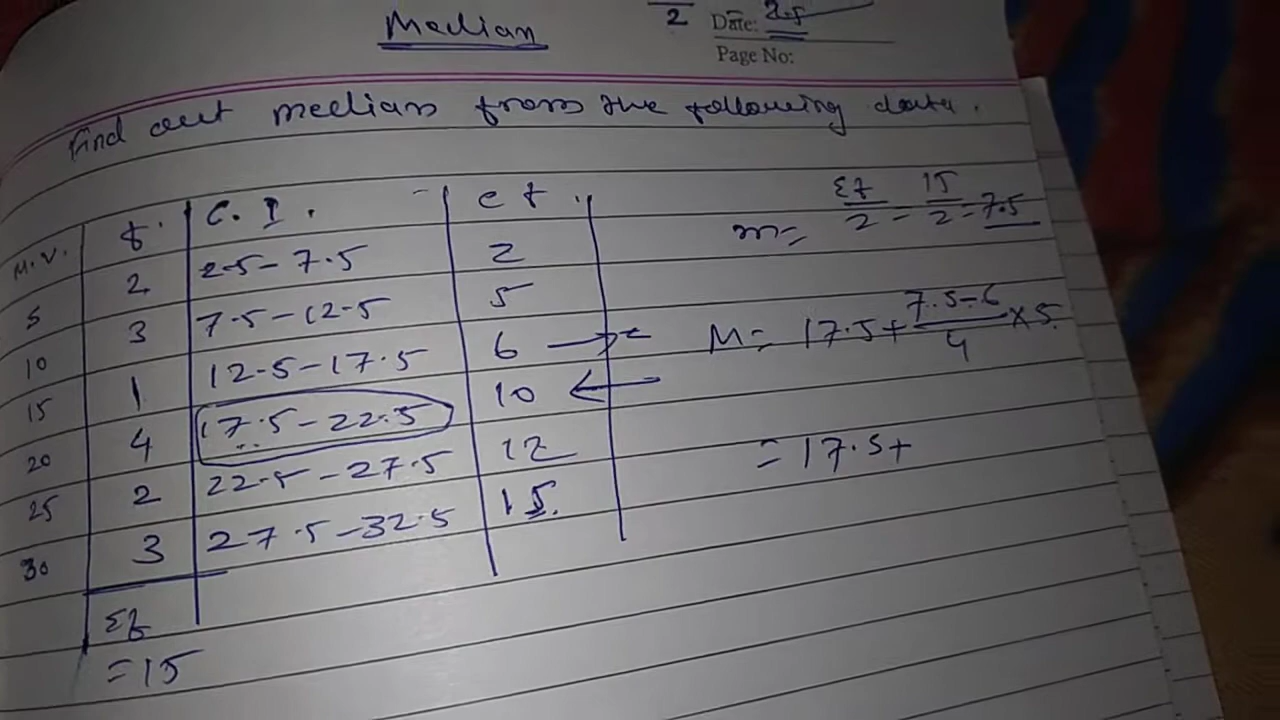 Median
2
Date: 2.5
Page No:
Find out median from the following data.
M.V. f. C.I. cf.
5 2 2.5-7.5 2
10 3 7.5-12.5 5
15 1 12.5-17.5 6 →
20 4 17.5-22.5 10 ←
25 2 22.5-27.5 12
30 3 27.5-32.5 15.
Σf
=15
m= Σf/2 - 15/2 - 7.5
M= 17.5+ 7.5-6/4 ×5
= 17.5+